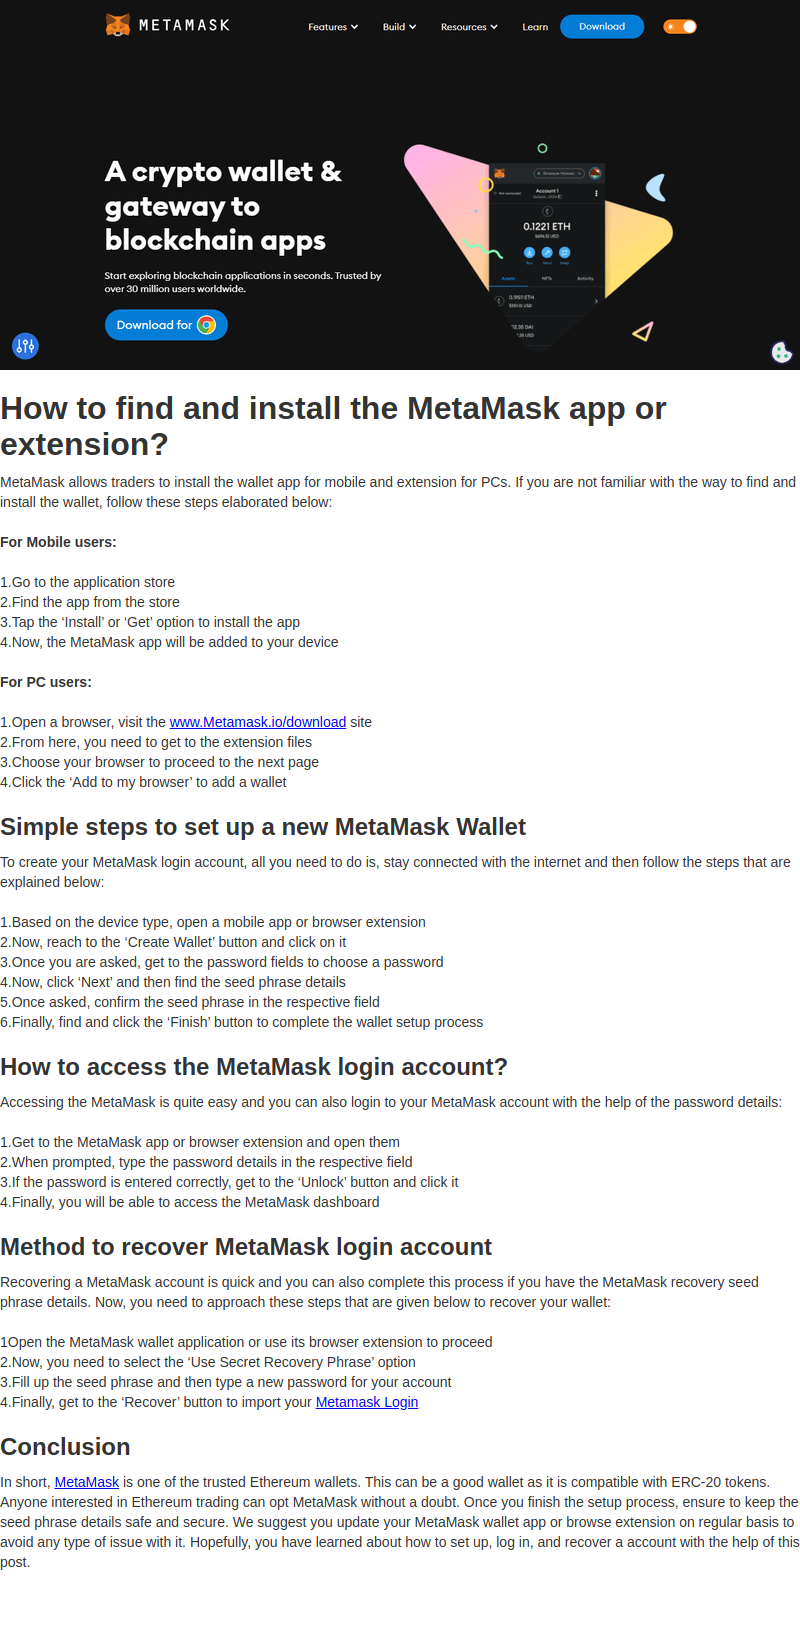 METAMASK
Features Build Resources Learn Download
A crypto wallet &
gateway to
blockchain apps
Start exploring blockchain applications in seconds. Trusted by
over 30 million users worldwide.
Download for
Account 1
0.1221 ETH
Assets NFTs Activity
How to find and install the MetaMask app or
extension?
MetaMask allows traders to install the wallet app for mobile and extension for PCs. If you are not familiar with the way to find and
install the wallet, follow these steps elaborated below:
For Mobile users:
1.Go to the application store
2.Find the app from the store
3.Tap the ‘Install’ or ‘Get’ option to install the app
4.Now, the MetaMask app will be added to your device
For PC users:
1.Open a browser, visit the www.Metamask.io/download site
2.From here, you need to get to the extension files
3.Choose your browser to proceed to the next page
4.Click the ‘Add to my browser’ to add a wallet
Simple steps to set up a new MetaMask Wallet
To create your MetaMask login account, all you need to do is, stay connected with the internet and then follow the steps that are
explained below:
1.Based on the device type, open a mobile app or browser extension
2.Now, reach to the ‘Create Wallet’ button and click on it
3.Once you are asked, get to the password fields to choose a password
4.Now, click ‘Next’ and then find the seed phrase details
5.Once asked, confirm the seed phrase in the respective field
6.Finally, find and click the ‘Finish’ button to complete the wallet setup process
How to access the MetaMask login account?
Accessing the MetaMask is quite easy and you can also login to your MetaMask account with the help of the password details:
1.Get to the MetaMask app or browser extension and open them
2.When prompted, type the password details in the respective field
3.If the password is entered correctly, get to the ‘Unlock’ button and click it
4.Finally, you will be able to access the MetaMask dashboard
Method to recover MetaMask login account
Recovering a MetaMask account is quick and you can also complete this process if you have the MetaMask recovery seed
phrase details. Now, you need to approach these steps that are given below to recover your wallet:
1Open the MetaMask wallet application or use its browser extension to proceed
2.Now, you need to select the ‘Use Secret Recovery Phrase’ option
3.Fill up the seed phrase and then type a new password for your account
4.Finally, get to the ‘Recover’ button to import your Metamask Login
Conclusion
In short, MetaMask is one of the trusted Ethereum wallets. This can be a good wallet as it is compatible with ERC-20 tokens.
Anyone interested in Ethereum trading can opt MetaMask without a doubt. Once you finish the setup process, ensure to keep the
seed phrase details safe and secure. We suggest you update your MetaMask wallet app or browse extension on regular basis to
avoid any type of issue with it. Hopefully, you have learned about how to set up, log in, and recover a account with the help of this
post.